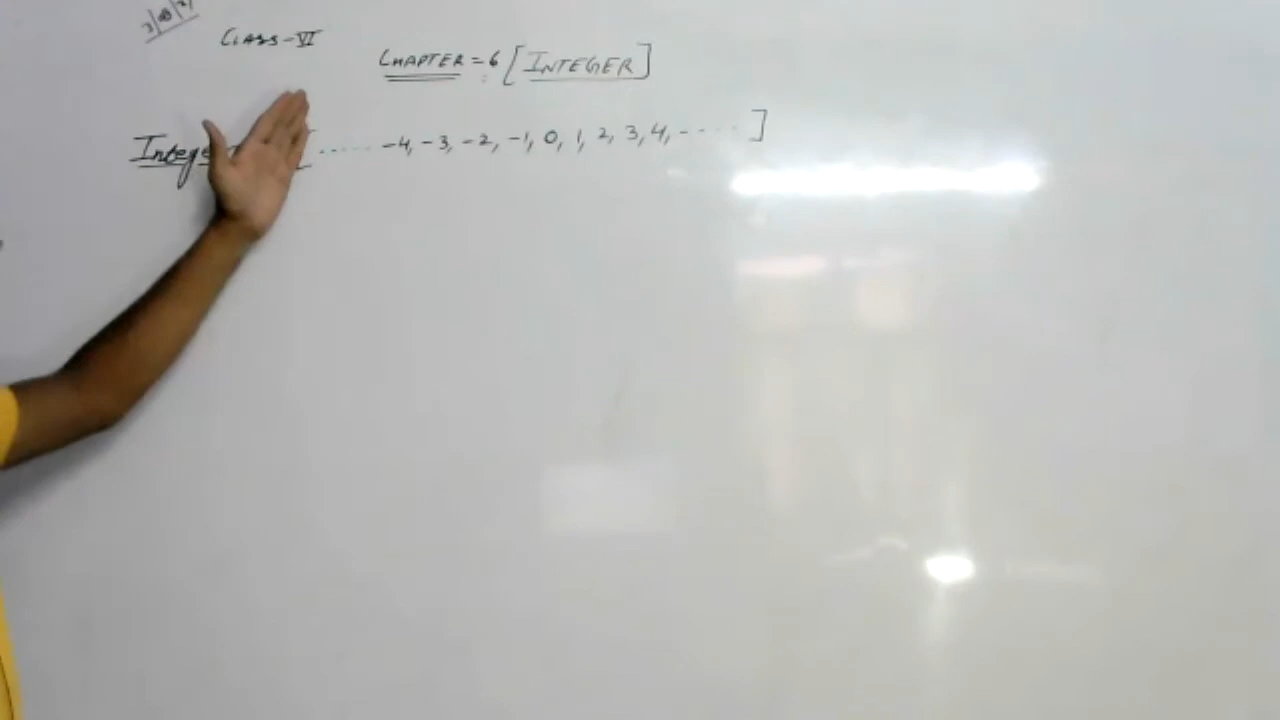 CLASS-VI
CHAPTER = 6 [INTEGER]
[ ..... -4, -3, -2, -1, 0, 1, 2, 3, 4, - ... ]